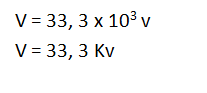 V = 33, 3 x 10³ v
V = 33, 3 Kv